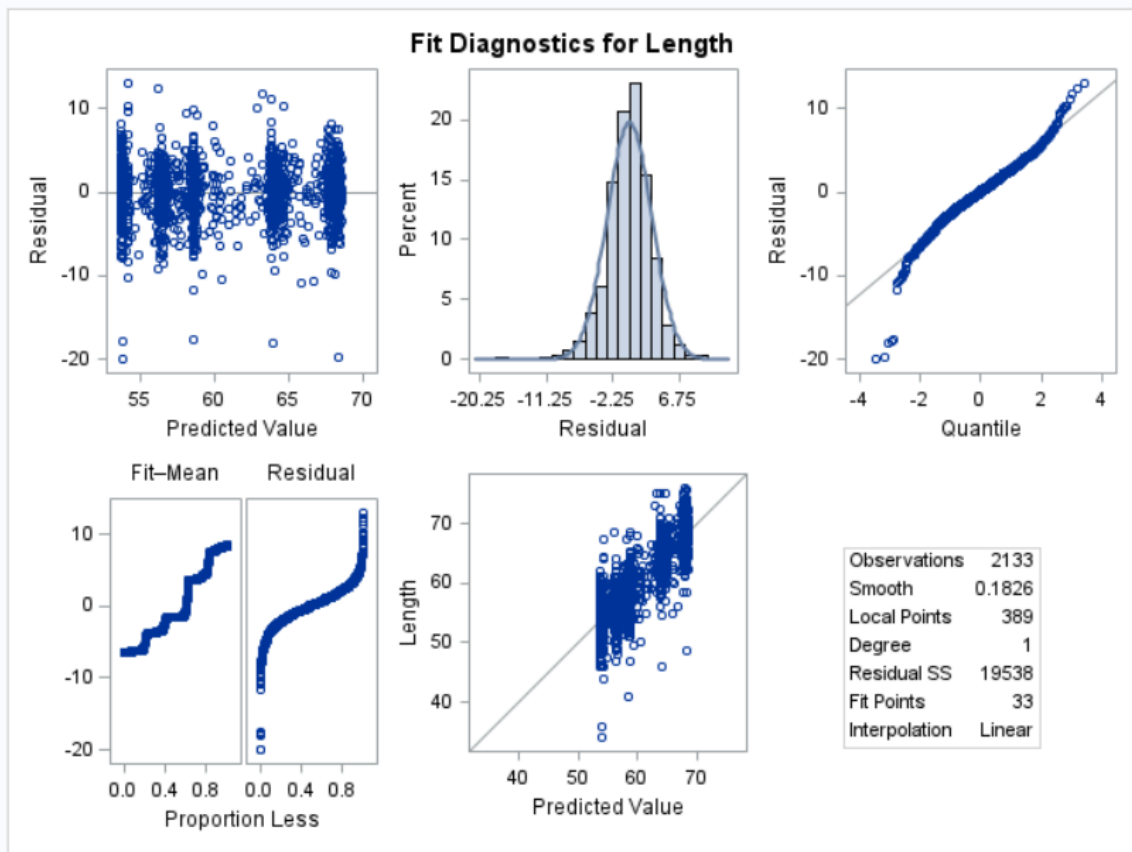 Fit Diagnostics for Length
10
0
-10
-20
Residual
55 60 65 70
Predicted Value
20
15
10
5
0
Percent
-20.25 -11.25 -2.25 6.75
Residual
10
0
-10
-20
Residual
-4 -2 0 2 4
Quantile
Fit–Mean Residual
10
0
-10
-20
0.0 0.4 0.8 0.0 0.4 0.8
Proportion Less
70
60
50
40
Length
40 50 60 70
Predicted Value
Observations 2133
Smooth 0.1826
Local Points 389
Degree 1
Residual SS 19538
Fit Points 33
Interpolation Linear